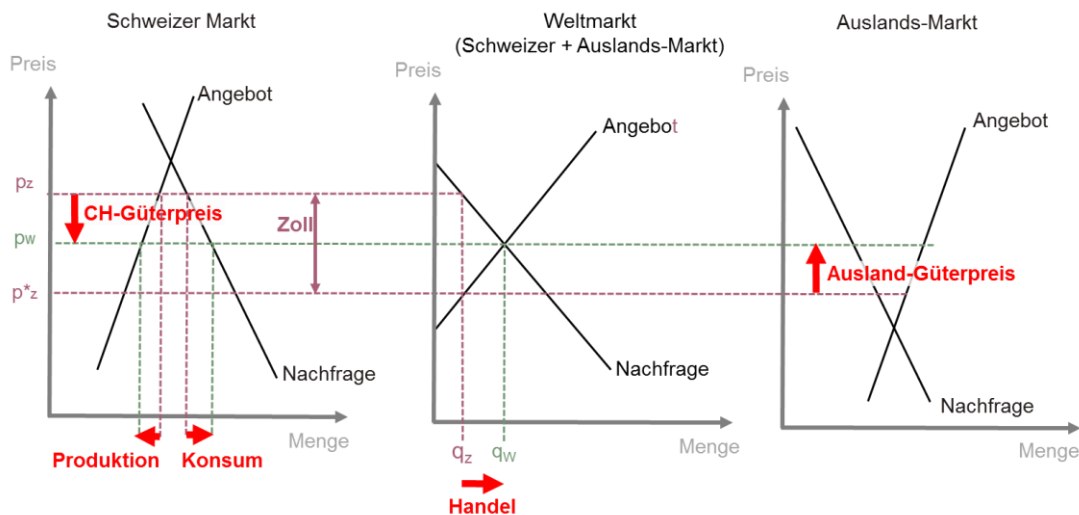 Schweizer Markt
Weltmarkt
(Schweizer + Auslands-Markt)
Auslands-Markt
Preis
Preis
Preis
Angebot
Angebot
Angebot
pz
CH-Güterpreis
Zoll
pw
Ausland-Güterpreis
p*z
Nachfrage
Nachfrage
Nachfrage
Menge
Menge
Menge
Produktion
Konsum
qz
qw
Handel